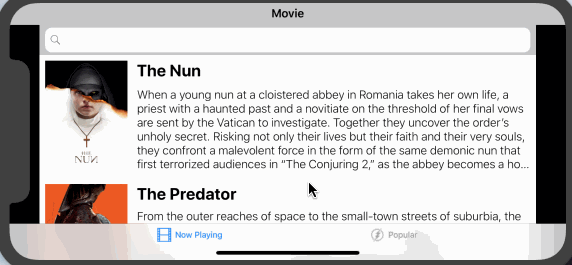 Movie
The Nun
When a young nun at a cloistered abbey in Romania takes her own life, a
priest with a haunted past and a novitiate on the threshold of her final vows
are sent by the Vatican to investigate. Together they uncover the order's
unholy secret. Risking not only their lives but their faith and their very souls,
they confront a malevolent force in the form of the same demonic nun that
first terrorized audiences in “The Conjuring 2,” as the abbey becomes a ho...
THE
NUN
The Predator
From the outer reaches of space to the small-town streets of suburbia, the
Now Playing
Popular